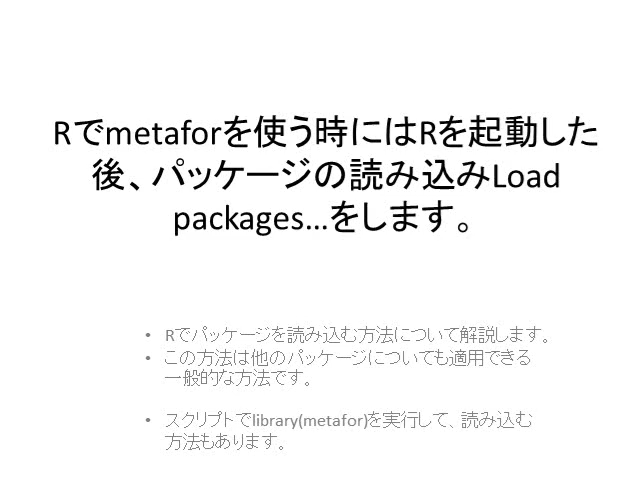 Rでmetaforを使う時にはRを起動した
後、パッケージの読み込みLoad
packages…をします。
• Rでパッケージを読み込む方法について解説します。
• この方法は他のパッケージについても適用できる
一般的な方法です。
• スクリプトでlibrary(metafor)を実行して、読み込む
方法もあります。